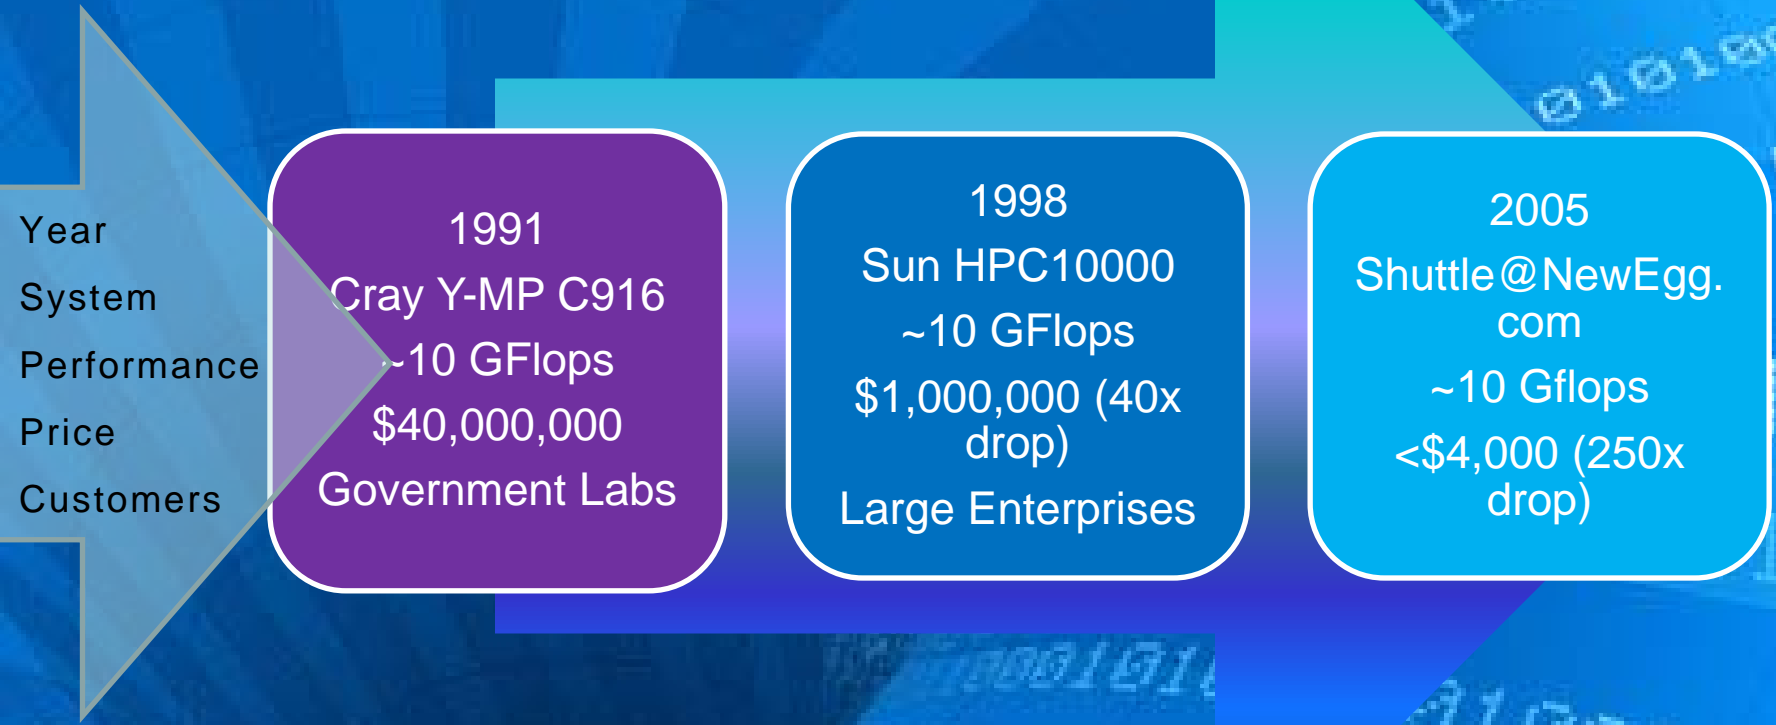 Year
System
Performance
Price
Customers
1991
Cray Y-MP C916
~10 GFlops
$40,000,000
Government Labs
1998
Sun HPC10000
~10 GFlops
$1,000,000 (40x
drop)
Large Enterprises
2005
Shuttle@NewEgg.
com
~10 Gflops
<$4,000 (250x
drop)